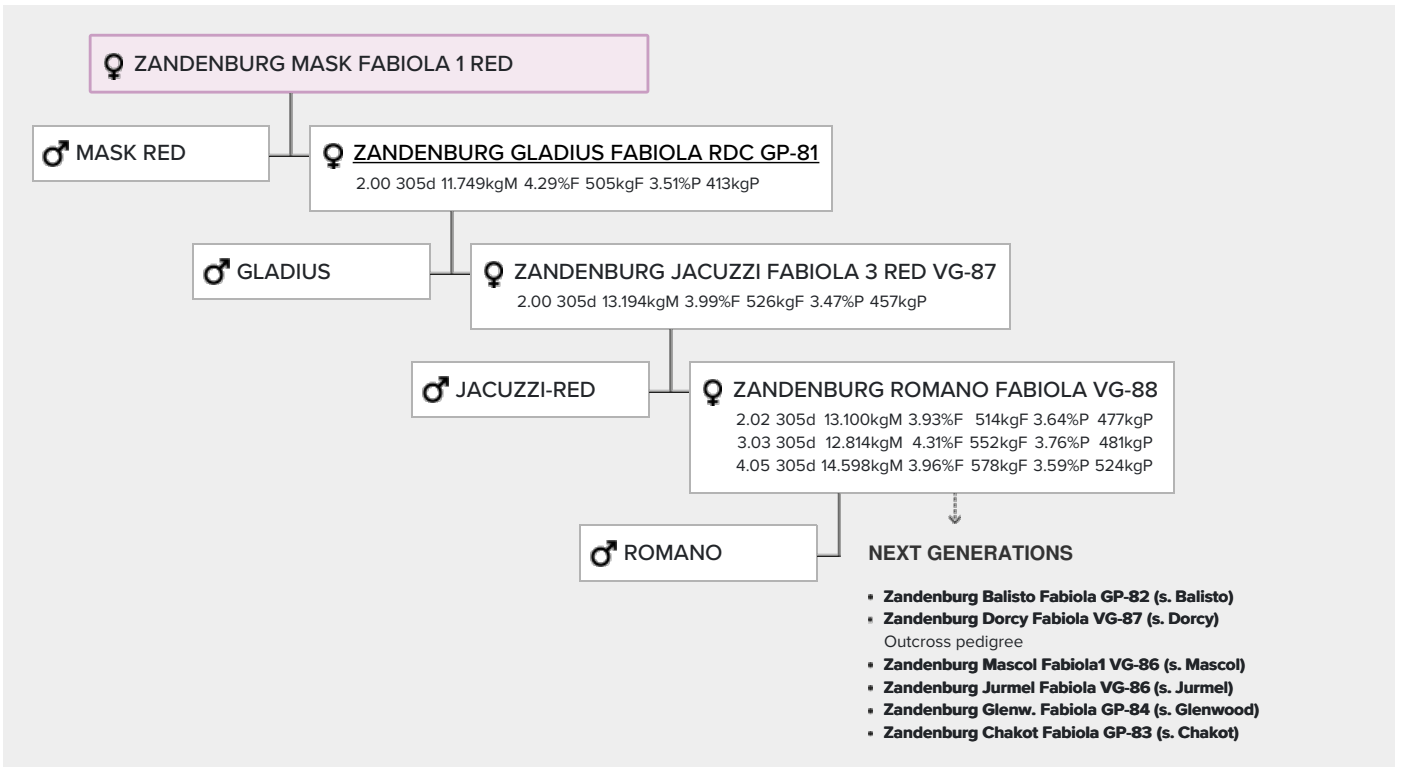 ZANDENBURG MASK FABIOLA 1 RED
MASK RED
ZANDENBURG GLADIUS FABIOLA RDC GP-81
2.00 305d 11.749kgM 4.29%F 505kgF 3.51%P 413kgP
GLADIUS
ZANDENBURG JACUZZI FABIOLA 3 RED VG-87
2.00 305d 13.194kgM 3.99%F 526kgF 3.47%P 457kgP
JACUZZI-RED
ZANDENBURG ROMANO FABIOLA VG-88
2.02 305d 13.100kgM 3.93%F 514kgF 3.64%P 477kgP
3.03 305d 12.814kgM 4.31%F 552kgF 3.76%P 481kgP
4.05 305d 14.598kgM 3.96%F 578kgF 3.59%P 524kgP
ROMANO
NEXT GENERATIONS
• Zandenburg Balisto Fabiola GP-82 (s. Balisto)
• Zandenburg Dorcy Fabiola VG-87 (s. Dorcy)
Outcross pedigree
• Zandenburg Mascol Fabiola1 VG-86 (s. Mascol)
• Zandenburg Jurmel Fabiola VG-86 (s. Jurmel)
• Zandenburg Glenw. Fabiola GP-84 (s. Glenwood)
• Zandenburg Chakot Fabiola GP-83 (s. Chakot)